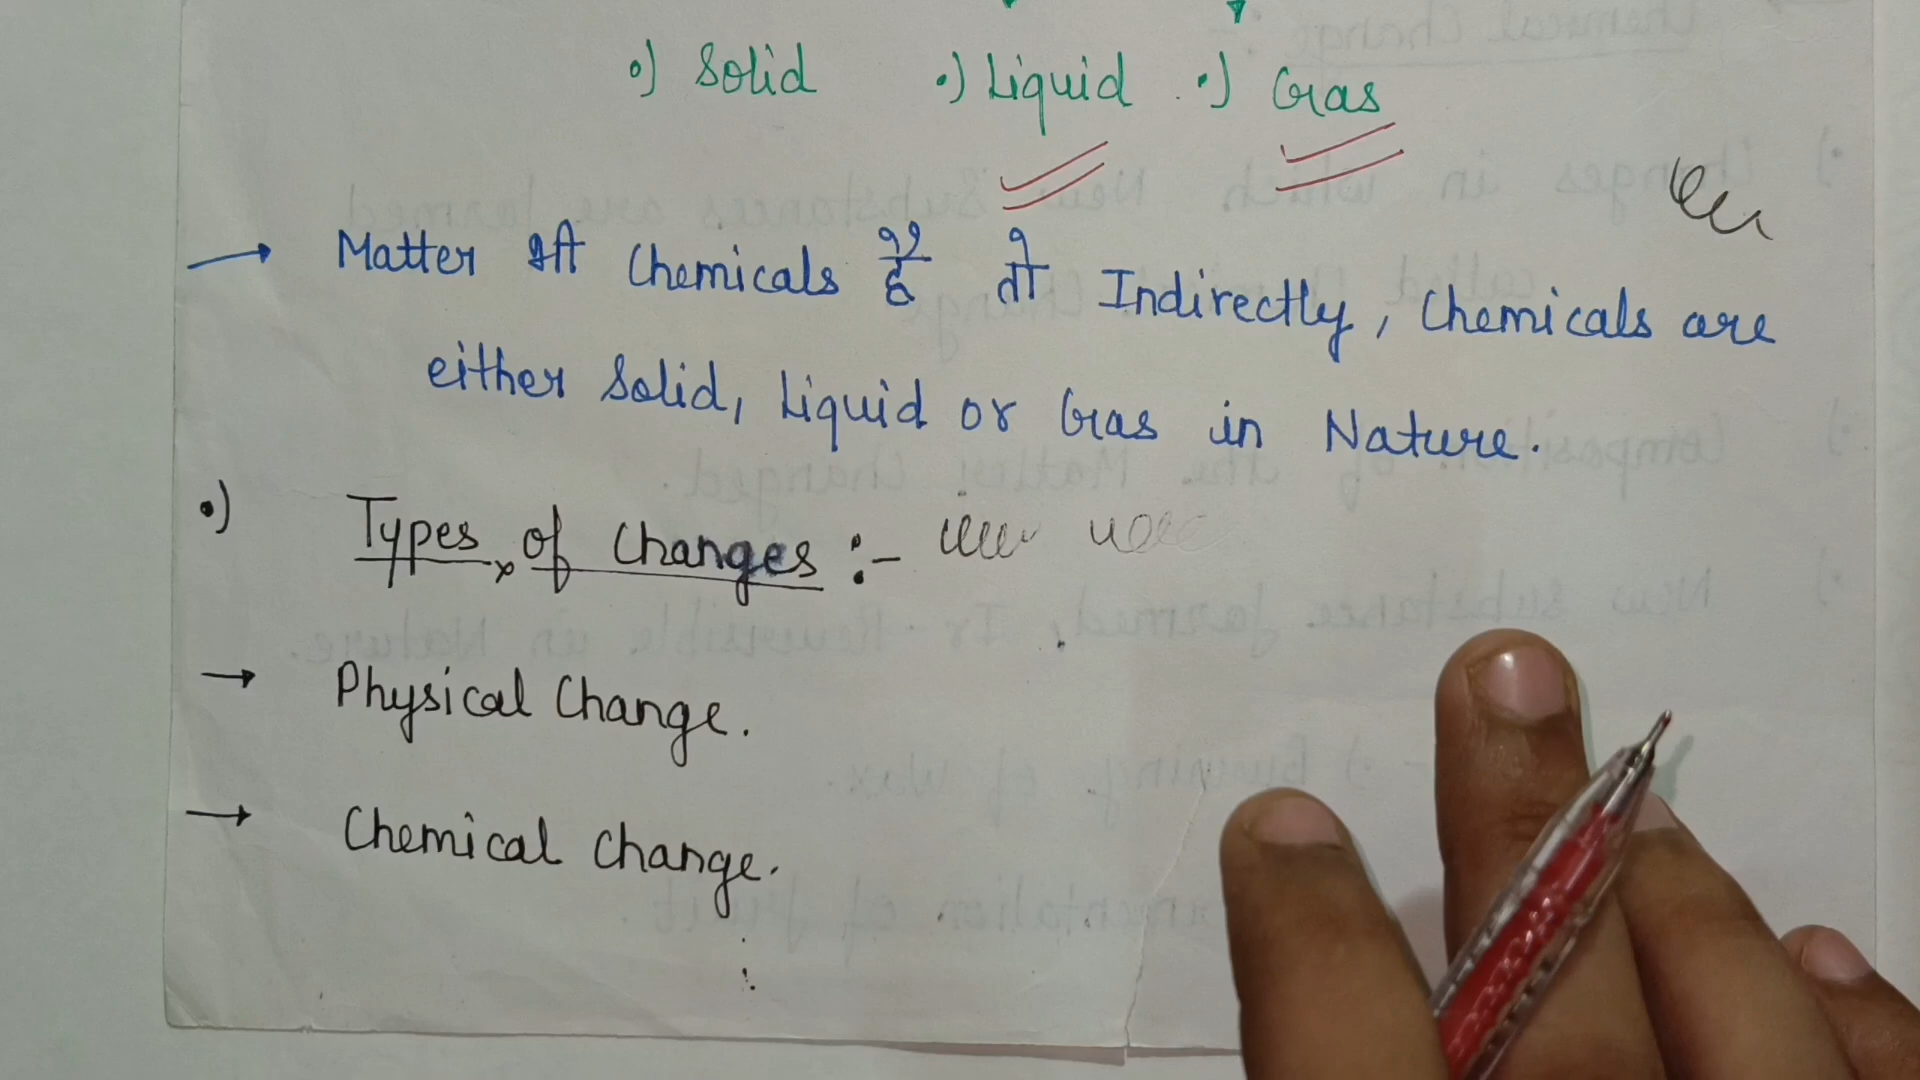 •) Solid •) Liquid •) Gas
→ Matter भी Chemicals हैं तो Indirectly, Chemicals are
either Solid, Liquid or Gas in Nature.
•) Types of Changes :-
→ Physical Change.
→ Chemical Change.